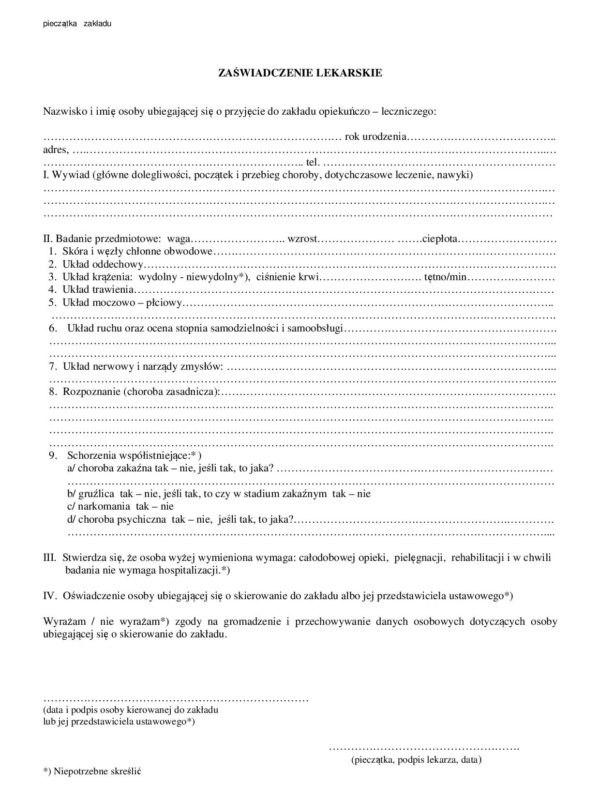 pieczątka zakładu
ZAŚWIADCZENIE LEKARSKIE
Nazwisko i imię osoby ubiegającej się o przyjęcie do zakładu opiekuńczo – leczniczego:
……………………………………………………………………… rok urodzenia…………………………………..
adres, …..……………………………………………………………………………………………………………..…
…………………………………………………………….. tel. ………………………………………………………
I. Wywiad (główne dolegliwości, początek i przebieg choroby, dotychczasowe leczenie, nawyki)
……………………………………………………………………………………………………………………….…
……………………………………………………………………………………………………………………….…
…………………………………………………………………………………………………………………………
II. Badanie przedmiotowe: waga…………………….. wzrost………………… …….ciepłota………………………
1. Skóra i węzły chłonne obwodowe…………………………………………………………………………………
2. Układ oddechowy…………………………………………………………………………………………………
3. Układ krążenia: wydolny - niewydolny*), ciśnienie krwi………………………. tętno/min……………………
4. Układ trawienia……………………………………………………………………………………………………
5. Układ moczowo – płciowy………………………………………………………………………………………..
………………………………………………………………………………………………………………………
6. Układ ruchu oraz ocena stopnia samodzielności i samoobsługi………………………………………………….
………………………………………………………………………………………………………………………...
………………………………………………………………………………………………………………………...
7. Układ nerwowy i narządy zmysłów: ……………………………………………………………………………...
………………………………………………………………………………………………………………………...
8. Rozpoznanie (choroba zasadnicza):……………………………………………………………………………….
………………………………………………………………………………………………………………………..
………………………………………………………………………………………………………………………..
………………………………………………………………………………………………………………………..
………………………………………………………………………………………………………………………..
9. Schorzenia współistniejące:* )
a/ choroba zakaźna tak – nie, jeśli tak, to jaka? …………………………………………………………………
……………………………………………………………………………………………………………………
b/ gruźlica tak – nie, jeśli tak, to czy w stadium zakaźnym tak – nie
c/ narkomania tak – nie
d/ choroba psychiczna tak – nie, jeśli tak, to jaka?……………………………………………………………
……………………………………………………………………………………………………………………...
III. Stwierdza się, że osoba wyżej wymieniona wymaga: całodobowej opieki, pielęgnacji, rehabilitacji i w chwili
badania nie wymaga hospitalizacji.*)
IV. Oświadczenie osoby ubiegającej się o skierowanie do zakładu albo jej przedstawiciela ustawowego*)
Wyrażam / nie wyrażam*) zgody na gromadzenie i przechowywanie danych osobowych dotyczących osoby
ubiegającej się o skierowanie do zakładu.
………………………………………………………………
(data i podpis osoby kierowanej do zakładu
lub jej przedstawiciela ustawowego*)
…………………………………………….
(pieczątka, podpis lekarza, data)
*) Niepotrzebne skreślić